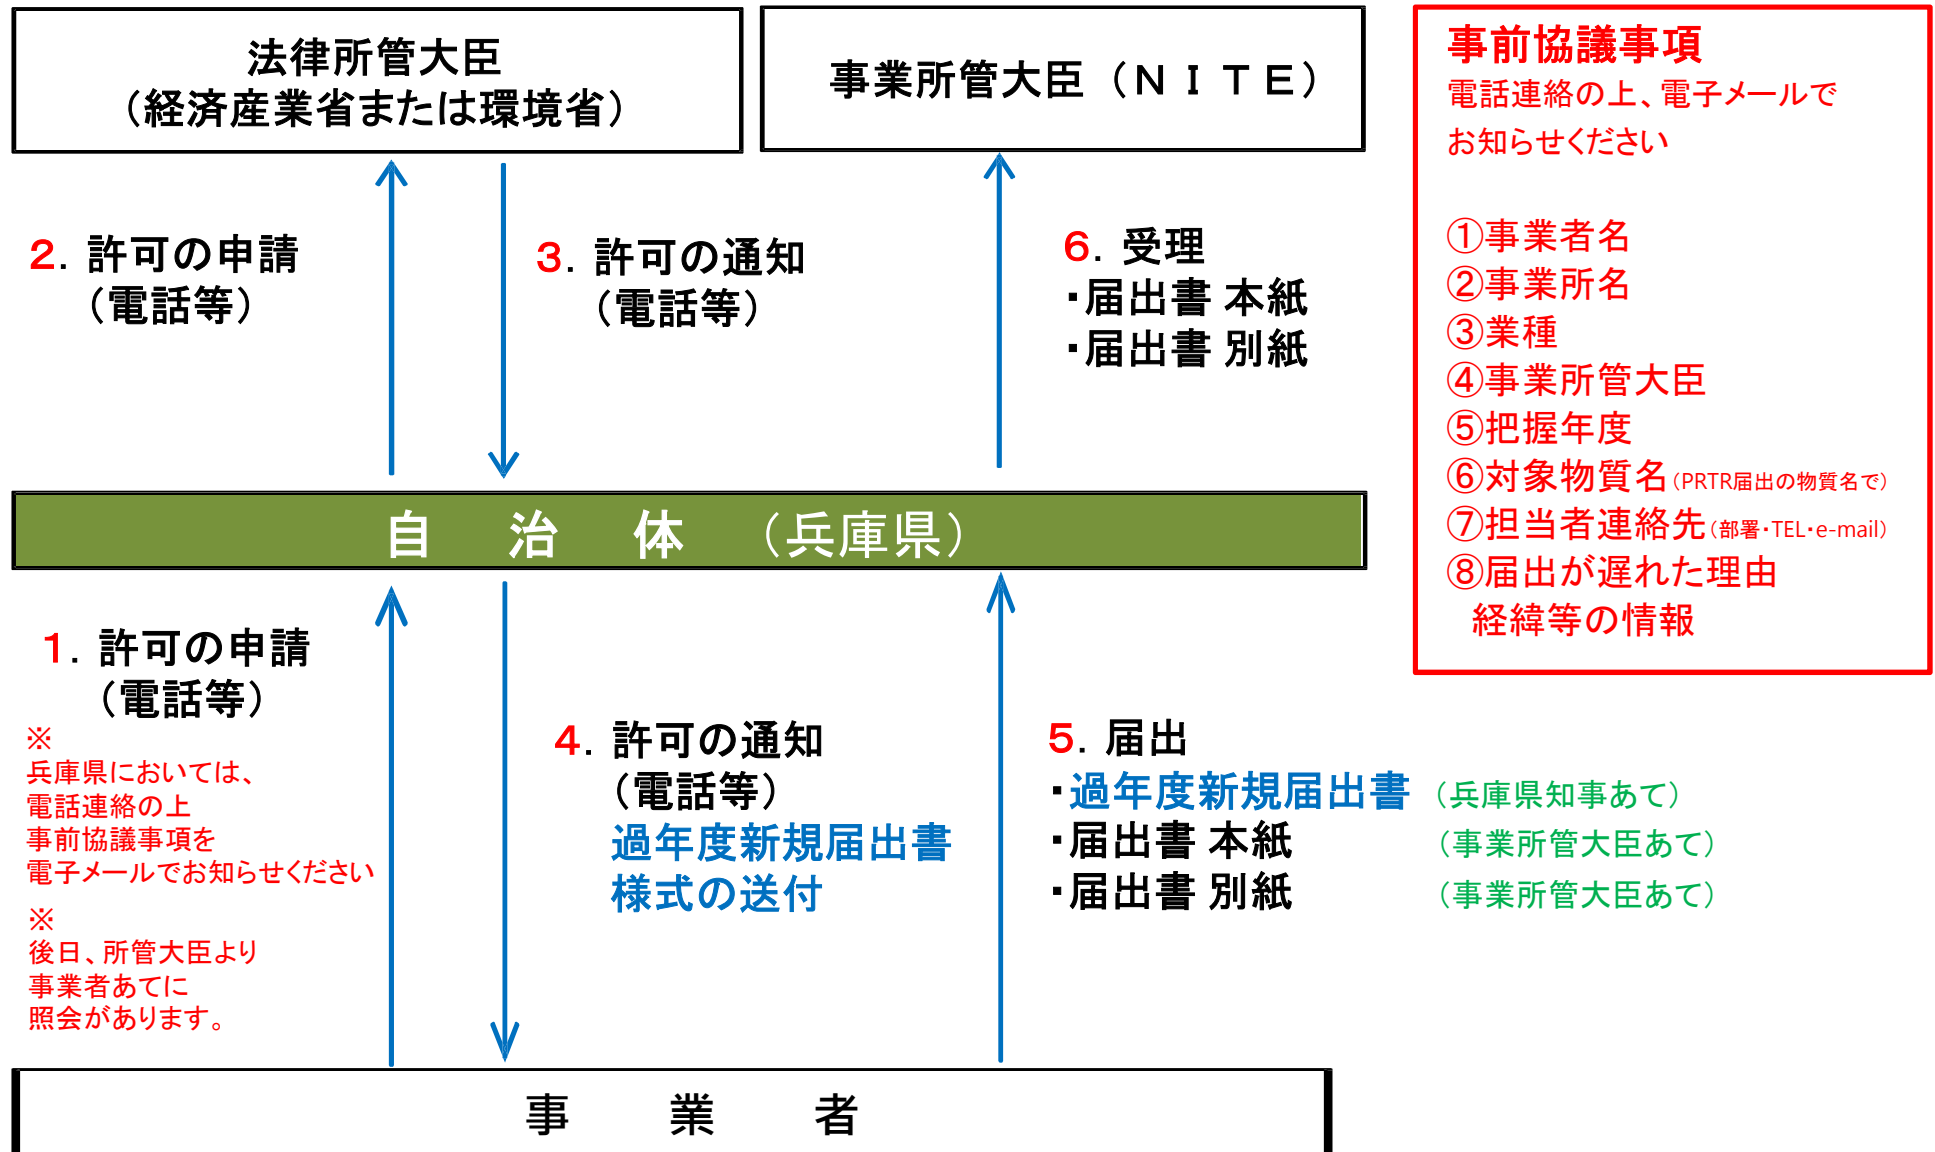 法律所管大臣
（経済産業省または環境省）
事業所管大臣（ＮＩＴＥ）
事前協議事項
電話連絡の上、電子メールで
お知らせください
①事業者名
②事業所名
③業種
④事業所管大臣
⑤把握年度
⑥対象物質名（PRTR届出の物質名で）
⑦担当者連絡先（部署・TEL・e-mail）
⑧届出が遅れた理由
経緯等の情報
２．許可の申請
（電話等）
３．許可の通知
（電話等）
６．受理
・届出書 本紙
・届出書 別紙
自　治　体　（兵庫県）
１．許可の申請
（電話等）
※
兵庫県においては、
電話連絡の上
事前協議事項を
電子メールでお知らせください
※
後日、所管大臣より
事業者あてに
照会があります。
４．許可の通知
（電話等）
過年度新規届出書
様式の送付
５．届出
・過年度新規届出書（兵庫県知事あて）
・届出書 本紙（事業所管大臣あて）
・届出書 別紙（事業所管大臣あて）
事　業　者